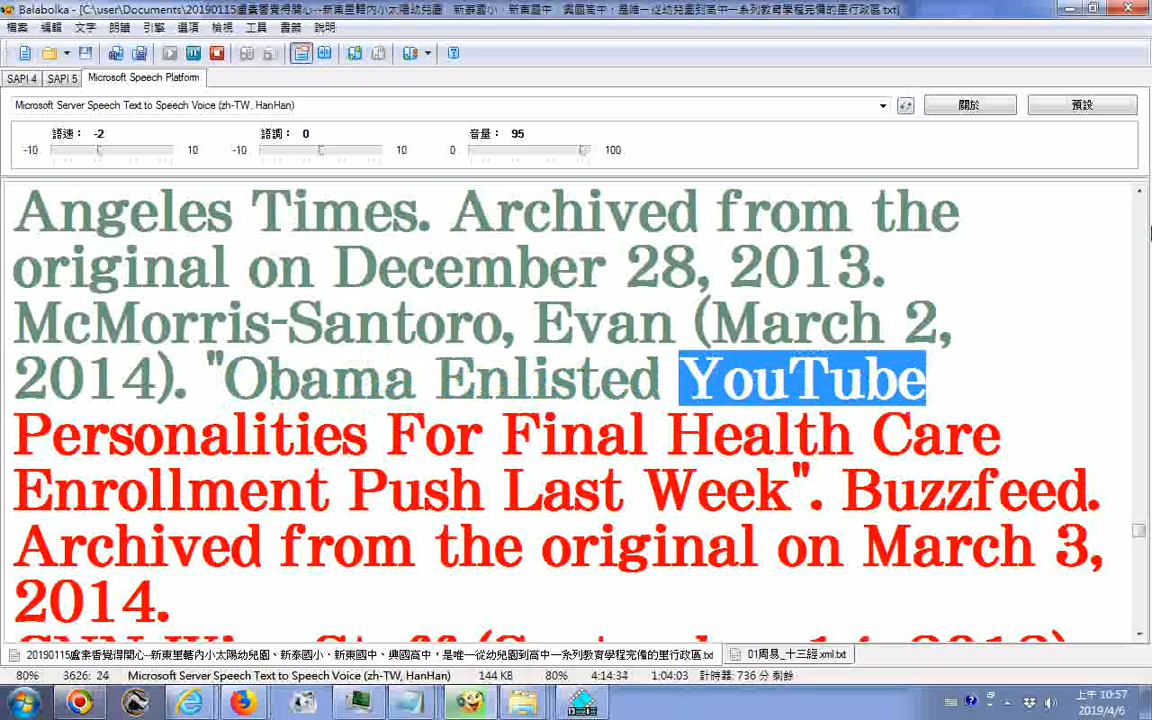 Balabolka - [C:\user\Documents\20190115盧素香覺得開心--新東里轄內小太陽幼兒園、新泰國小、新東國中、興國高中，是唯一從幼兒園到高中一系列教育學程完備的里行政區.txt]
檔案 編輯 文字 朗讀 引擎 選項 檢視 工具 書籤 說明
SAPI 4 SAPI 5 Microsoft Speech Platform
Microsoft Server Speech Text to Speech Voice (zh-TW, HanHan) 關於 預設
語速： -2 語調： 0 音量： 95
-10 10 -10 10 0 100
Angeles Times. Archived from the
original on December 28, 2013.
McMorris-Santoro, Evan (March 2,
2014). "Obama Enlisted YouTube
Personalities For Final Health Care
Enrollment Push Last Week". Buzzfeed.
Archived from the original on March 3,
2014.
20190115盧素香覺得開心--新東里轄內小太陽幼兒園、新泰國小、新東國中、興國高中，是唯一從幼兒園到高中一系列教育學程完備的里行政區.txt 01周易_十三經.xml.txt
80% 3626: 24 Microsoft Server Speech Text to Speech Voice (zh-TW, HanHan) 144 KB 80% 4:14:34 1:04:03 計時器: 736 分 剩餘
上午 10:57
2019/4/6